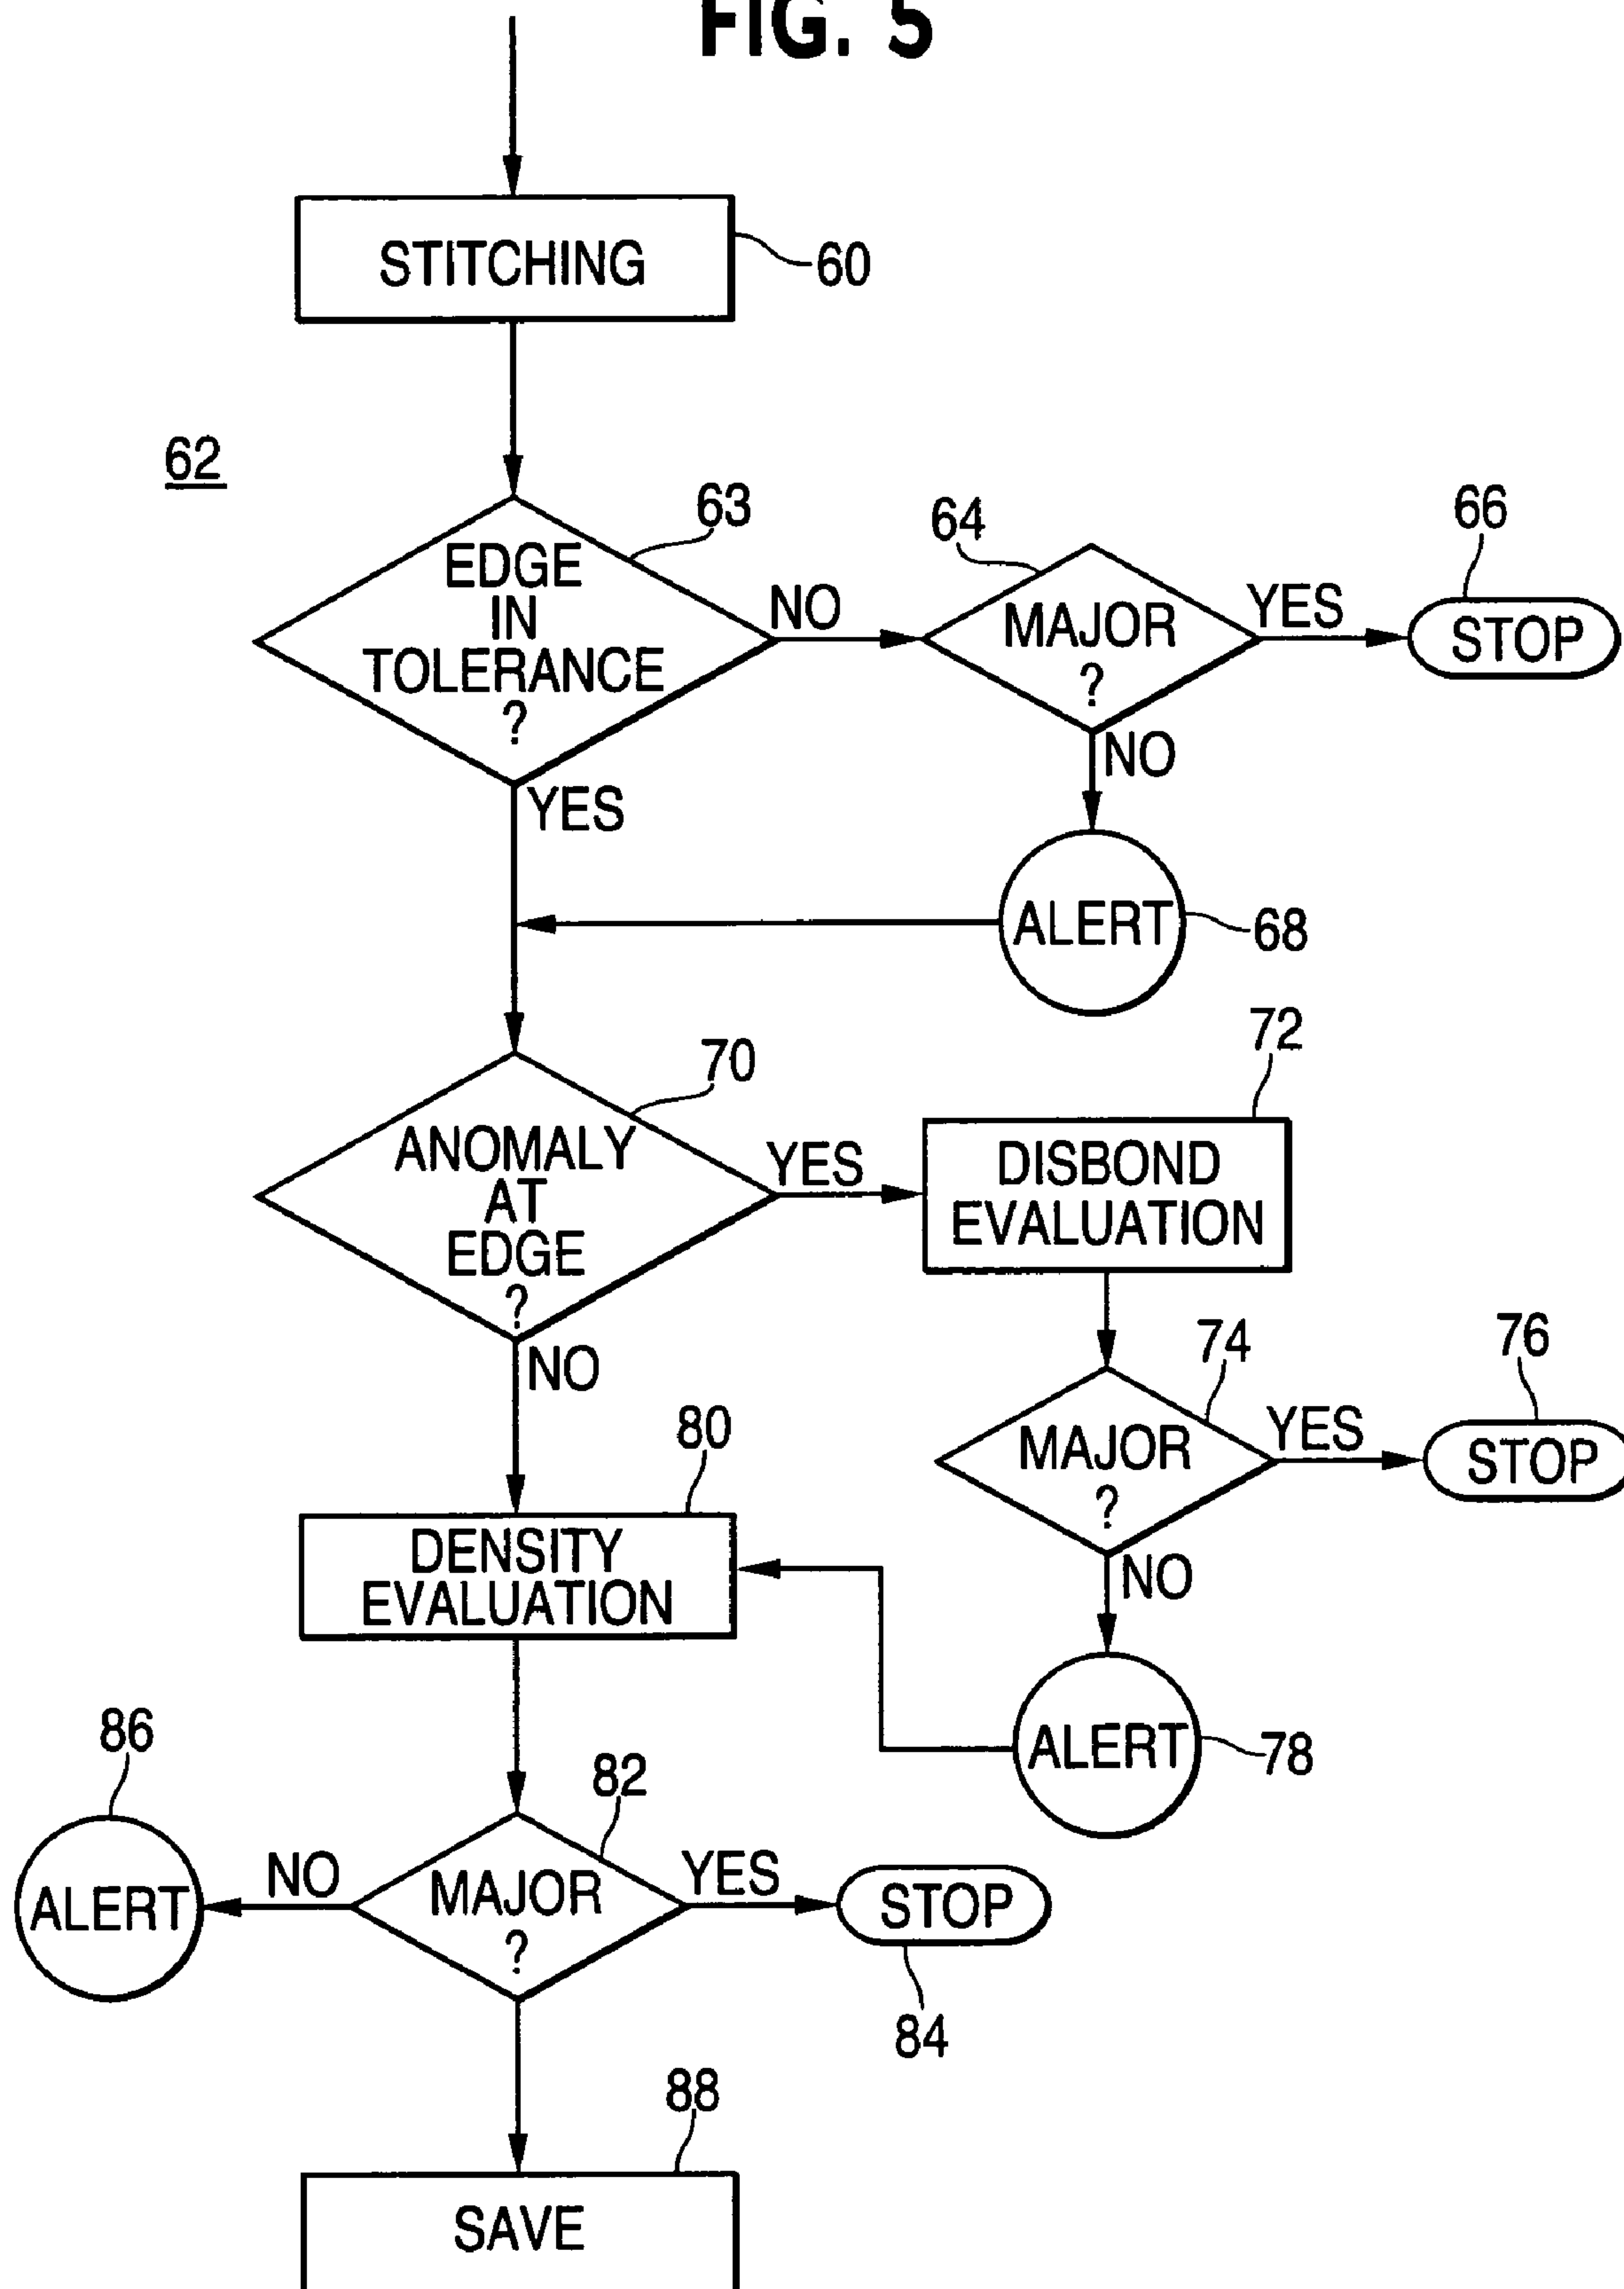 FIG. 5
STITCHING
60
62
63
EDGE
IN
TOLERANCE
?
NO
64
MAJOR
?
YES
66
STOP
YES
NO
ALERT
68
70
ANOMALY
AT
EDGE
?
YES
72
DISBOND
EVALUATION
NO
74
MAJOR
?
YES
76
STOP
80
DENSITY
EVALUATION
NO
ALERT
78
86
ALERT
NO
82
MAJOR
?
YES
STOP
84
88
SAVE